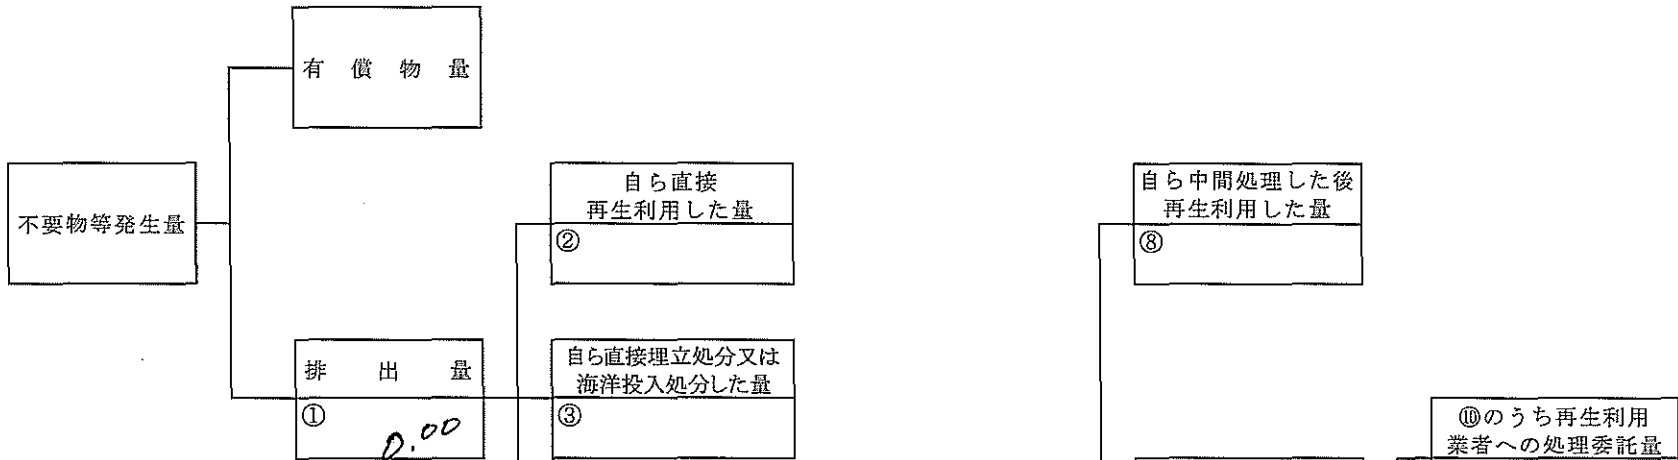 有償物量
不要物等発生量
自ら直接
再生利用した量
②
自ら中間処理した後
再生利用した量
⑧
排出量
①
0.00
自ら直接埋立処分又は
海洋投入処分した量
③
⑩のうち再生利用
業者への処理委託量